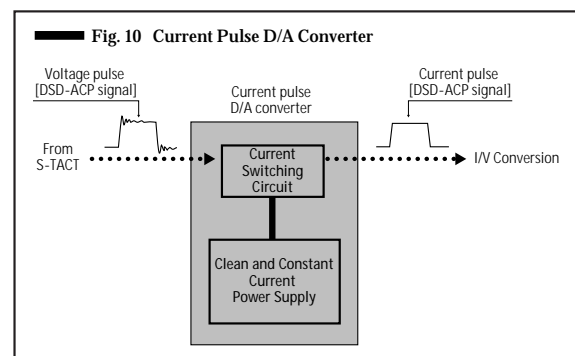 Fig. 10 Current Pulse D/A Converter
Voltage pulse
[DSD-ACP signal]
Current pulse
D/A converter
Current pulse
[DSD-ACP signal]
From
S-TACT
Current
Switching
Circuit
I/V Conversion
Clean and Constant
Current
Power Supply